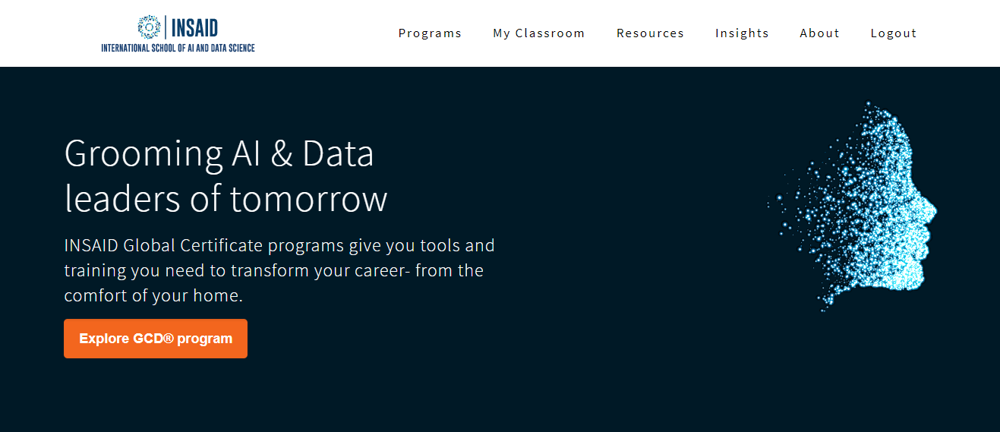 INSAID
INTERNATIONAL SCHOOL OF AI AND DATA SCIENCE
Programs My Classroom Resources Insights About Logout
Grooming AI & Data
leaders of tomorrow
INSAID Global Certificate programs give you tools and
training you need to transform your career- from the
comfort of your home.
Explore GCD® program